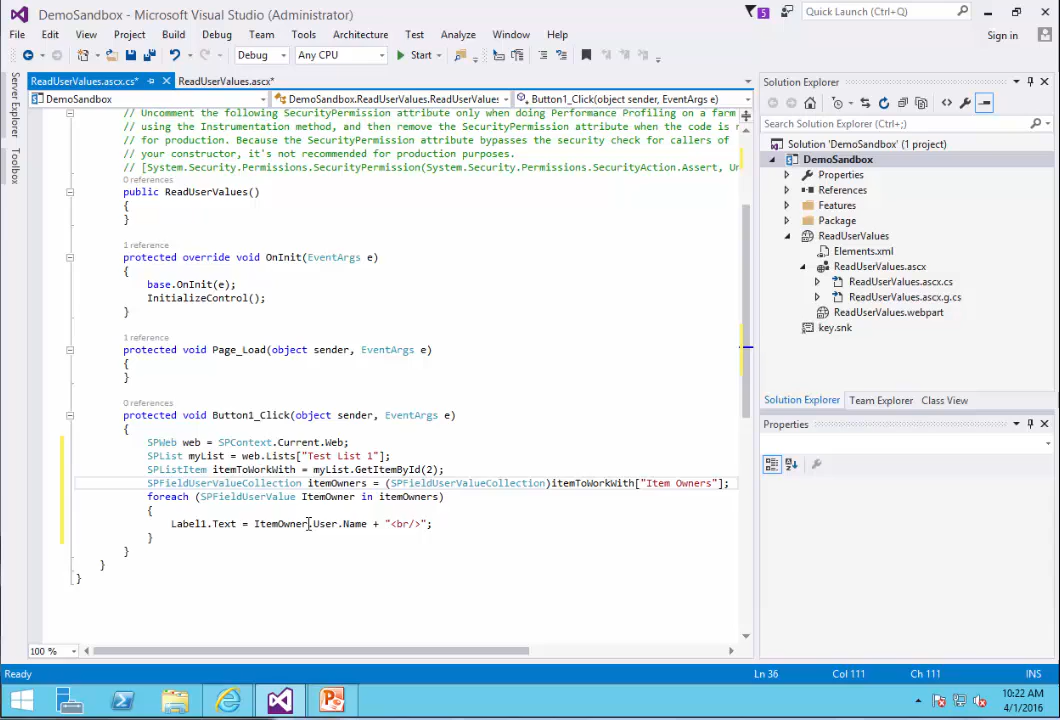 DemoSandbox - Microsoft Visual Studio (Administrator)
5
Quick Launch (Ctrl+Q)
File Edit View Project Build Debug Team Tools Architecture Test Analyze Window Help
Sign in
Debug Any CPU Start
Server Explorer
Toolbox
ReadUserValues.ascx.cs* ReadUserValues.ascx*
DemoSandbox DemoSandbox.ReadUserValues.ReadUserValues Button1_Click(object sender, EventArgs e)
// Uncomment the following SecurityPermission attribute only when doing Performance Profiling on a farm
// using the Instrumentation method, and then remove the SecurityPermission attribute when the code is r
// for production. Because the SecurityPermission attribute bypasses the security check for callers of
// your constructor, it's not recommended for production purposes.
// [System.Security.Permissions.SecurityPermission(System.Security.Permissions.SecurityAction.Assert, Un
0 references
public ReadUserValues()
{
}
1 reference
protected override void OnInit(EventArgs e)
{
base.OnInit(e);
InitializeControl();
}
1 reference
protected void Page_Load(object sender, EventArgs e)
{
}
0 references
protected void Button1_Click(object sender, EventArgs e)
{
SPWeb web = SPContext.Current.Web;
SPList myList = web.Lists["Test List 1"];
SPListItem itemToWorkWith = myList.GetItemById(2);
SPFieldUserValueCollection itemOwners = (SPFieldUserValueCollection)itemToWorkWith["Item Owners"];
foreach (SPFieldUserValue ItemOwner in itemOwners)
{
Label1.Text = ItemOwner.User.Name + "<br/>";
}
}
}
}
100 %
Solution Explorer
Search Solution Explorer (Ctrl+;)
Solution 'DemoSandbox' (1 project)
DemoSandbox
Properties
References
Features
Package
ReadUserValues
Elements.xml
ReadUserValues.ascx
ReadUserValues.ascx.cs
ReadUserValues.ascx.g.cs
ReadUserValues.webpart
key.snk
Solution Explorer Team Explorer Class View
Properties
Ready Ln 36 Col 111 Ch 111 INS
10:22 AM
4/1/2016